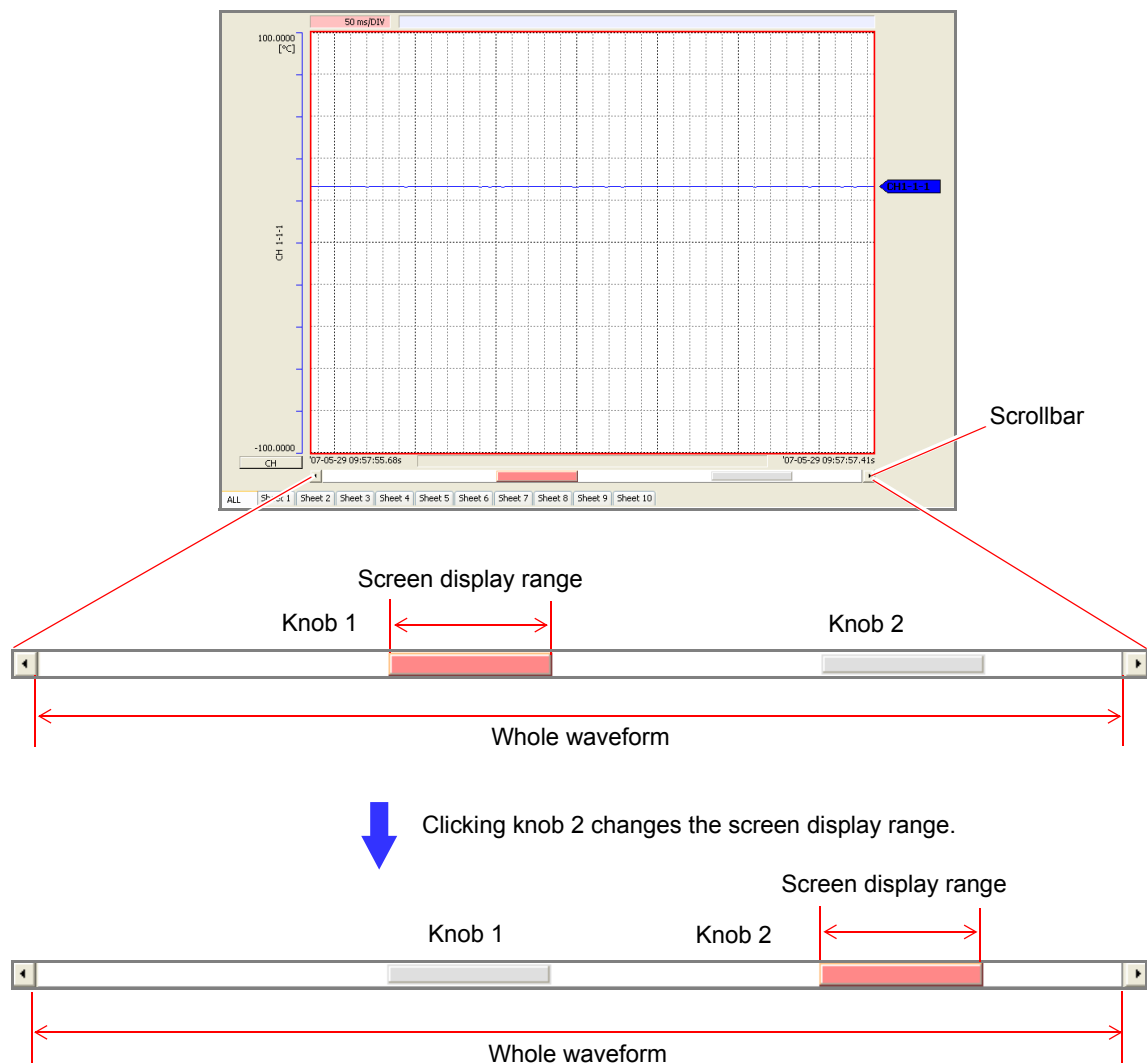 50 ms/DIV
100.0000
[°C]
CH 1-1-1
CH1-1-1
-100.0000
CH
'07-05-29 09:57:55.68s
'07-05-29 09:57:57.41s
Scrollbar
ALL Sheet 1 Sheet 2 Sheet 3 Sheet 4 Sheet 5 Sheet 6 Sheet 7 Sheet 8 Sheet 9 Sheet 10
Screen display range
Knob 1
Knob 2
Whole waveform
Clicking knob 2 changes the screen display range.
Screen display range
Knob 1
Knob 2
Whole waveform